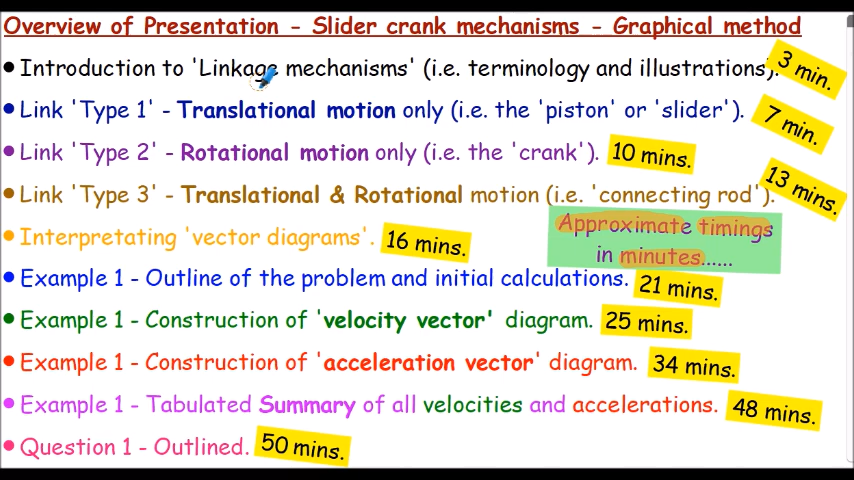 Overview of Presentation - Slider crank mechanisms - Graphical method
• Introduction to 'Linkage mechanisms' (i.e. terminology and illustrations). 3 min.
• Link 'Type 1' - Translational motion only (i.e. the 'piston' or 'slider'). 7 min.
• Link 'Type 2' - Rotational motion only (i.e. the 'crank'). 10 mins.
• Link 'Type 3' - Translational & Rotational motion (i.e. 'connecting rod'). 13 mins.
• Interpretating 'vector diagrams'. 16 mins.
Approximate timings
in minutes......
• Example 1 - Outline of the problem and initial calculations. 21 mins.
• Example 1 - Construction of 'velocity vector' diagram. 25 mins.
• Example 1 - Construction of 'acceleration vector' diagram. 34 mins.
• Example 1 - Tabulated Summary of all velocities and accelerations. 48 mins.
• Question 1 - Outlined. 50 mins.